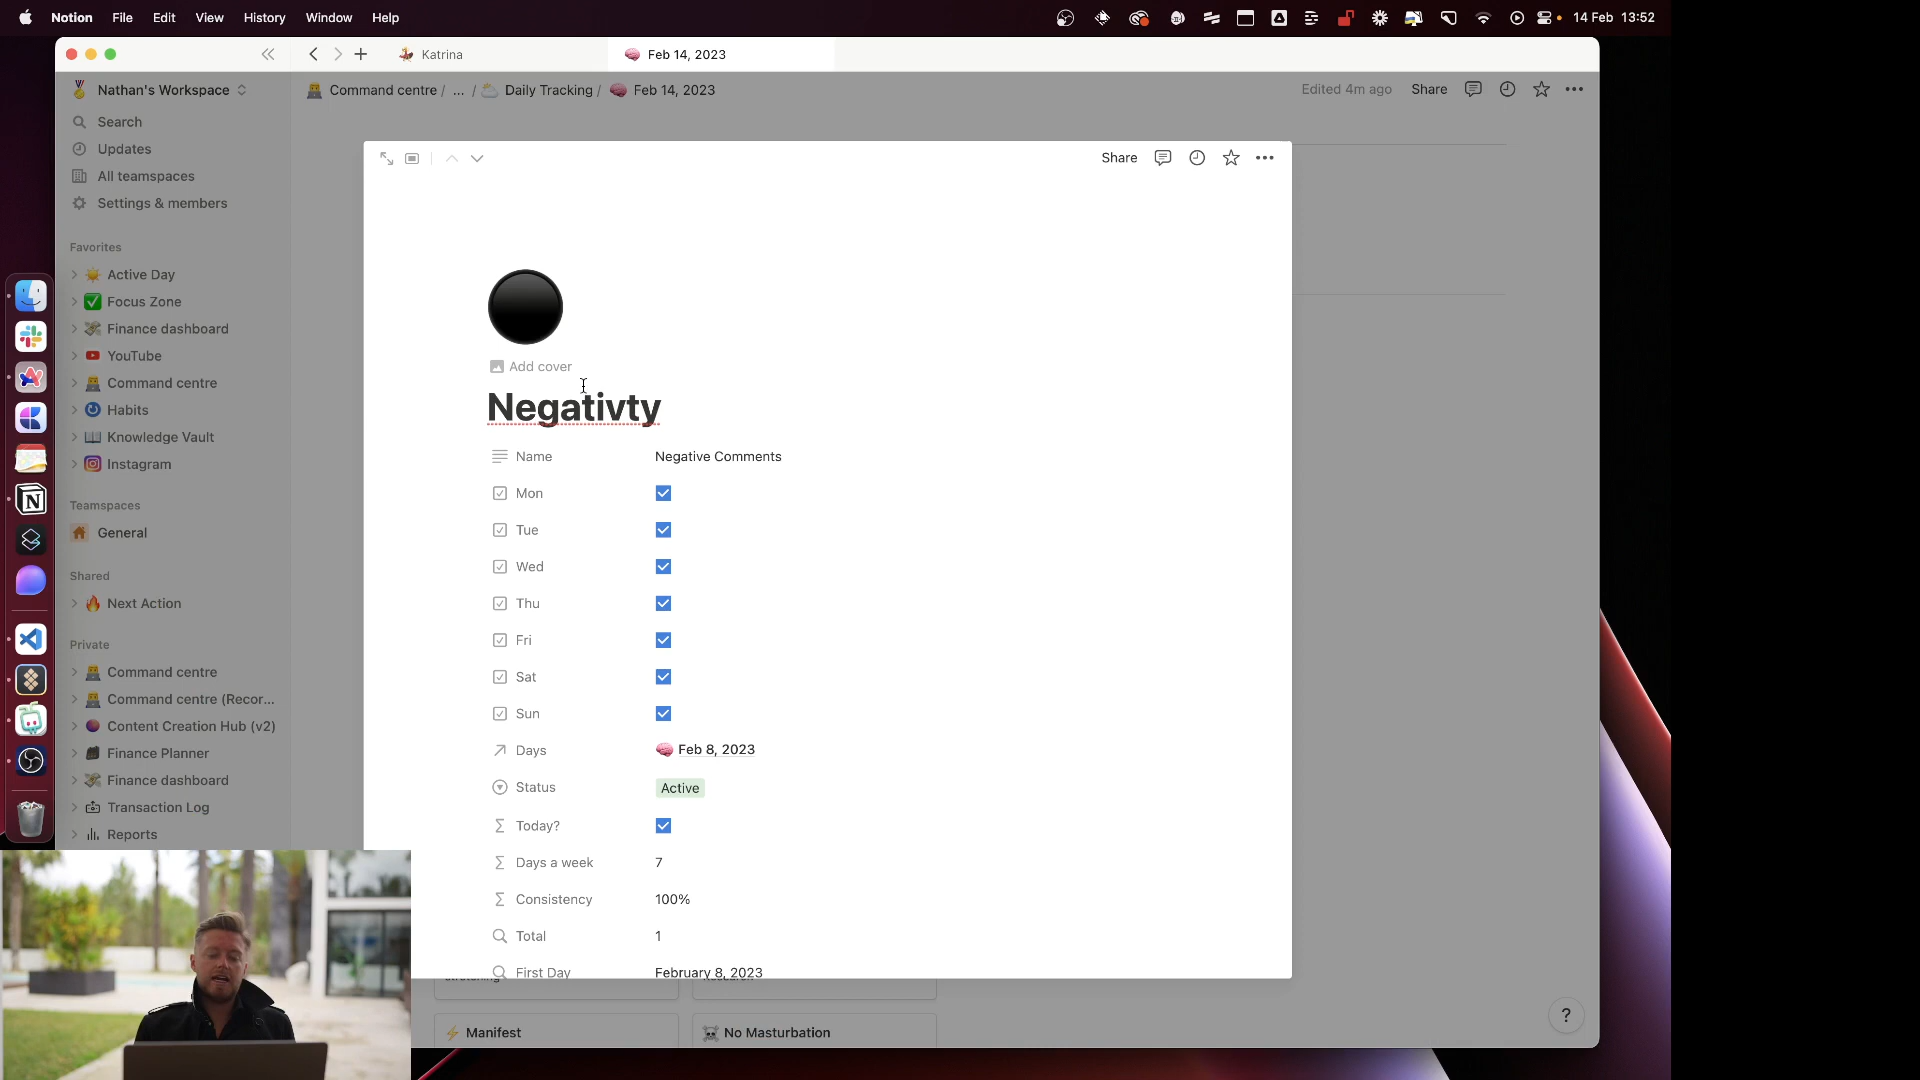 Notion File Edit View History Window Help 14 Feb 13:52
Katrina Feb 14, 2023
Nathan's Workspace
Command centre / ... / Daily Tracking / Feb 14, 2023
Edited 4m ago Share
Search
Updates
All teamspaces
Settings & members
Favorites
Active Day
Focus Zone
Finance dashboard
YouTube
Command centre
Habits
Knowledge Vault
Instagram
Teamspaces
General
Shared
Next Action
Private
Command centre
Command centre (Recor...
Content Creation Hub (v2)
Finance Planner
Finance dashboard
Transaction Log
Reports
Share
Add cover
Negativty
Name Negative Comments
Mon
Tue
Wed
Thu
Fri
Sat
Sun
Days Feb 8, 2023
Status Active
Today?
Days a week 7
Consistency 100%
Total 1
First Day February 8, 2023
Manifest
No Masturbation
?